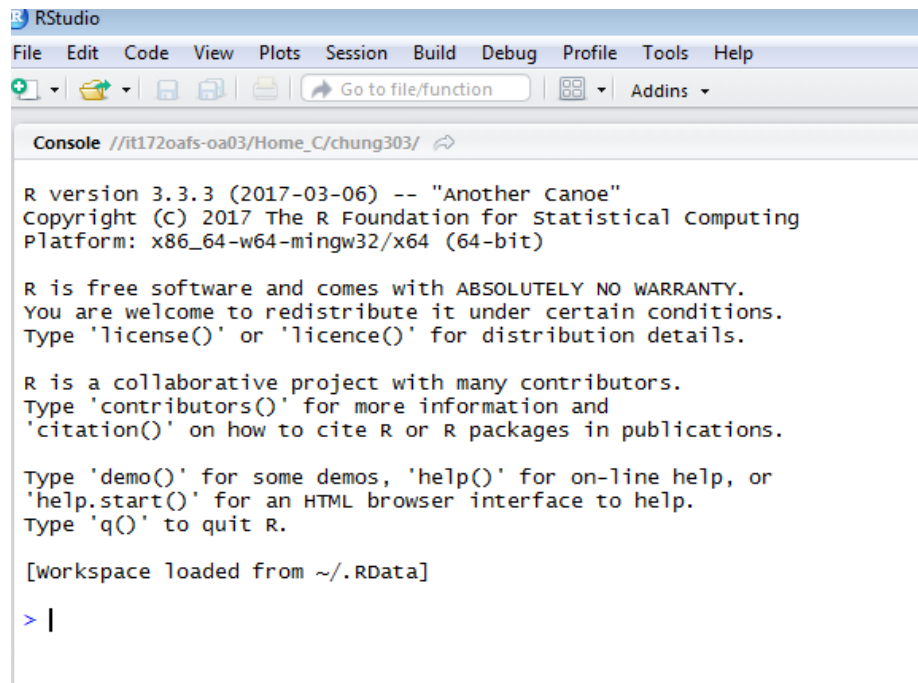 RStudio
File Edit Code View Plots Session Build Debug Profile Tools Help
Go to file/function Addins
Console //it172oafs-oa03/Home_C/chung303/
R version 3.3.3 (2017-03-06) -- "Another Canoe"
Copyright (C) 2017 The R Foundation for Statistical Computing
Platform: x86_64-w64-mingw32/x64 (64-bit)
R is free software and comes with ABSOLUTELY NO WARRANTY.
You are welcome to redistribute it under certain conditions.
Type 'license()' or 'licence()' for distribution details.
R is a collaborative project with many contributors.
Type 'contributors()' for more information and
'citation()' on how to cite R or R packages in publications.
Type 'demo()' for some demos, 'help()' for on-line help, or
'help.start()' for an HTML browser interface to help.
Type 'q()' to quit R.
[Workspace loaded from ~/.RData]
>